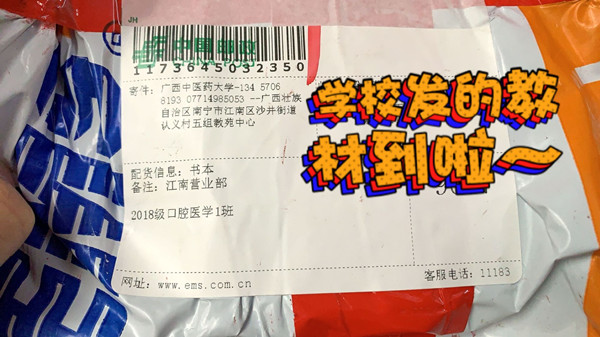 JH
中国邮政
1173645032350
寄件: 广西中医药大学-134 5706
8193 07714985053 --广西壮族
自治区南宁市江南区沙井街道
认义村五组教苑中心
学校发的教
材到啦~
配货信息: 书本
备注: 江南营业部
2018级口腔医学1班
网址: www.ems.com.cn
客服电话: 11183